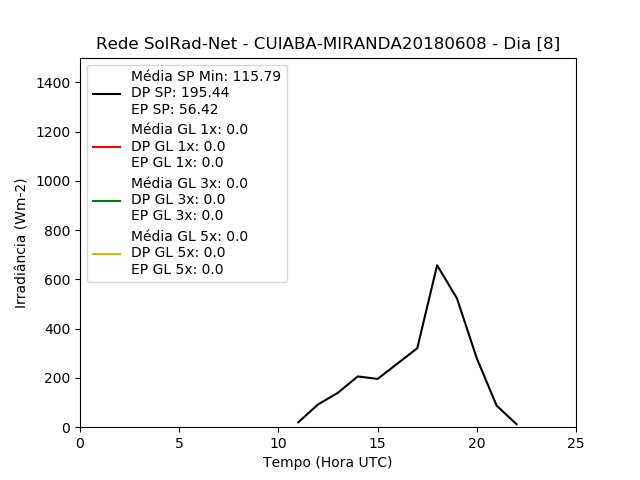 Rede SolRad-Net - CUIABA-MIRANDA20180608 - Dia [8]
Média SP Min: 115.79
DP SP: 195.44
EP SP: 56.42
Média GL 1x: 0.0
DP GL 1x: 0.0
EP GL 1x: 0.0
Média GL 3x: 0.0
DP GL 3x: 0.0
EP GL 3x: 0.0
Média GL 5x: 0.0
DP GL 5x: 0.0
EP GL 5x: 0.0
Irradiância (Wm-2)
1400
1200
1000
800
600
400
200
0
0 5 10 15 20 25
Tempo (Hora UTC)